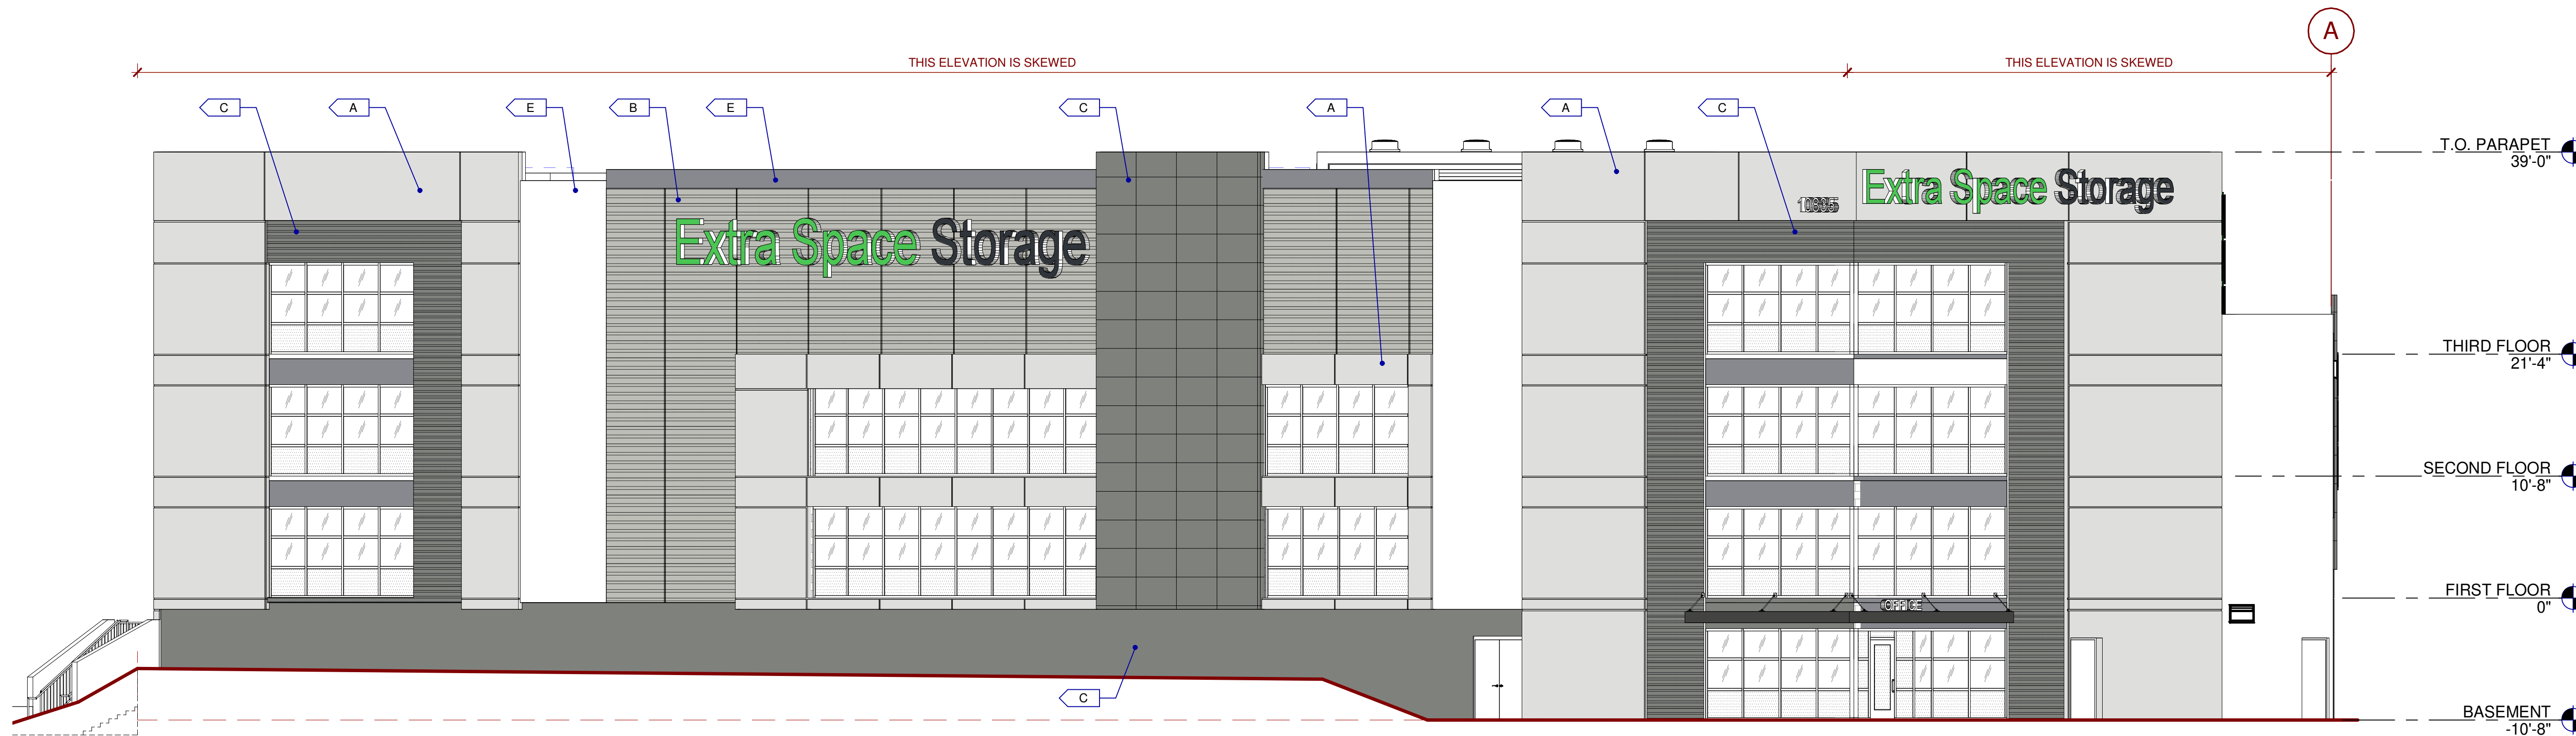 A
THIS ELEVATION IS SKEWED
THIS ELEVATION IS SKEWED
C
A
E
B
E
C
A
A
C
T.O. PARAPET
39'-0"
Extra Space Storage
10835
Extra Space Storage
THIRD FLOOR
21'-4"
SECOND FLOOR
10'-8"
FIRST FLOOR
0"
OFFICE
C
BASEMENT
-10'-8"